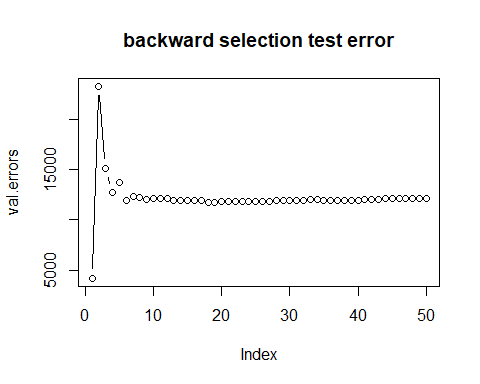 backward selection test error
val.errors
15000
5000
0 10 20 30 40 50
Index